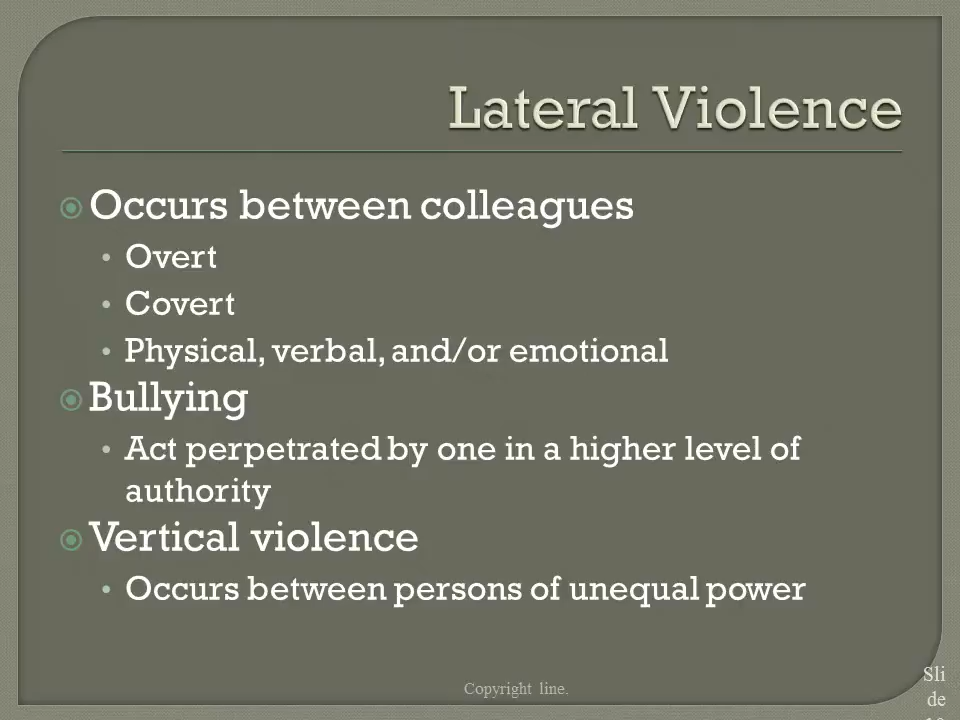 Lateral Violence
Occurs between colleagues
• Overt
• Covert
• Physical, verbal, and/or emotional
Bullying
• Act perpetrated by one in a higher level of
authority
Vertical violence
• Occurs between persons of unequal power
Copyright line.
Sli
de